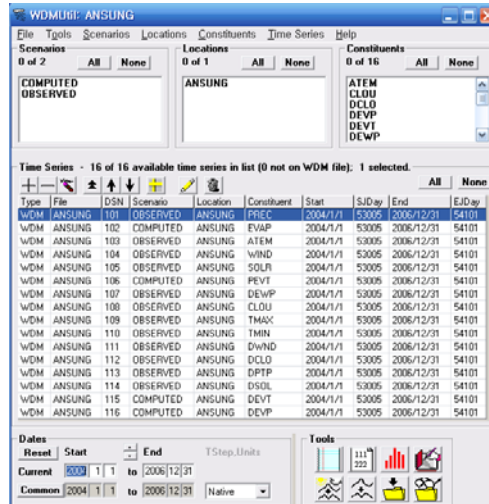 WDMUtil: ANSUNG
File Tools Scenarios Locations Constituents Time Series Help
Scenarios Locations Constituents
0 of 2 All None 0 of 1 All None 0 of 16 All None
COMPUTED ANSUNG ATEM
OBSERVED CLOU
DCLO
DEVP
DEVT
DEWP
Time Series - 16 of 16 available time series in list (0 not on WDM file); 1 selected.
All None
Type File DSN Scenario Location Constituent Start SJDay End EJDay
WDM ANSUNG 101 OBSERVED ANSUNG PREC 2004/1/1 53005 2006/12/31 54101
WDM ANSUNG 102 COMPUTED ANSUNG EVAP 2004/1/1 53005 2006/12/31 54101
WDM ANSUNG 103 OBSERVED ANSUNG ATEM 2004/1/1 53005 2006/12/31 54101
WDM ANSUNG 104 OBSERVED ANSUNG WIND 2004/1/1 53005 2006/12/31 54101
WDM ANSUNG 105 OBSERVED ANSUNG SOLR 2004/1/1 53005 2006/12/31 54101
WDM ANSUNG 106 COMPUTED ANSUNG PEVT 2004/1/1 53005 2006/12/31 54101
WDM ANSUNG 107 OBSERVED ANSUNG DEWP 2004/1/1 53005 2006/12/31 54101
WDM ANSUNG 108 OBSERVED ANSUNG CLOU 2004/1/1 53005 2006/12/31 54101
WDM ANSUNG 109 OBSERVED ANSUNG TMAX 2004/1/1 53005 2006/12/31 54101
WDM ANSUNG 110 OBSERVED ANSUNG TMIN 2004/1/1 53005 2006/12/31 54101
WDM ANSUNG 111 OBSERVED ANSUNG DWND 2004/1/1 53005 2006/12/31 54101
WDM ANSUNG 112 OBSERVED ANSUNG DCLO 2004/1/1 53005 2006/12/31 54101
WDM ANSUNG 113 OBSERVED ANSUNG DPTP 2004/1/1 53005 2006/12/31 54101
WDM ANSUNG 114 OBSERVED ANSUNG DSOL 2004/1/1 53005 2006/12/31 54101
WDM ANSUNG 115 COMPUTED ANSUNG DEVT 2004/1/1 53005 2006/12/31 54101
WDM ANSUNG 116 COMPUTED ANSUNG DEVP 2004/1/1 53005 2006/12/31 54101
Dates Tools
Reset Start End TStep,Units
Current 2004 1 1 to 2006 12 31
Common 2004 1 1 to 2006 12 31 Native
111
222